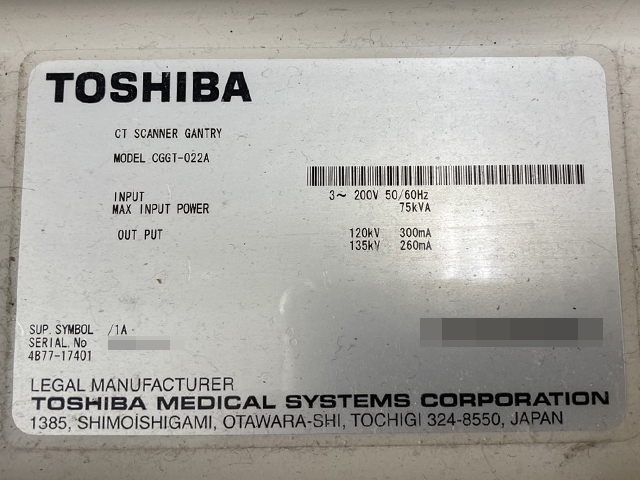 TOSHIBA
CT SCANNER GANTRY
MODEL CGGT-022A
INPUT 3~ 200V 50/60Hz
MAX INPUT POWER 75kVA
OUT PUT 120kV 300mA
135kV 260mA
SUP. SYMBOL /1A
SERIAL. No
4B77-17401
LEGAL MANUFACTURER
TOSHIBA MEDICAL SYSTEMS CORPORATION
1385, SHIMOISHIGAMI, OTAWARA-SHI, TOCHIGI 324-8550, JAPAN